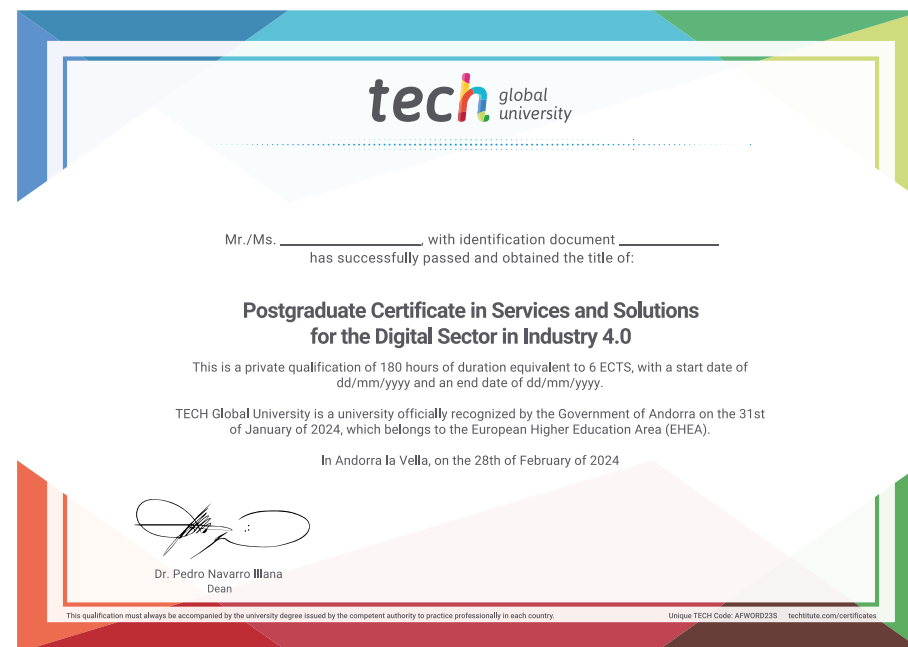 tech global
university
Mr./Ms. ____________, with identification document ____________
has successfully passed and obtained the title of:
Postgraduate Certificate in Services and Solutions
for the Digital Sector in Industry 4.0
This is a private qualification of 180 hours of duration equivalent to 6 ECTS, with a start date of
dd/mm/yyyy and an end date of dd/mm/yyyy.
TECH Global University is a university officially recognized by the Government of Andorra on the 31st
of January of 2024, which belongs to the European Higher Education Area (EHEA).
In Andorra la Vella, on the 28th of February of 2024
Dr. Pedro Navarro Illana
Dean
This qualification must always be accompanied by the university degree issued by the competent authority to practice professionally in each country.
Unique TECH Code: AFWORD23S techtitute.com/certificates